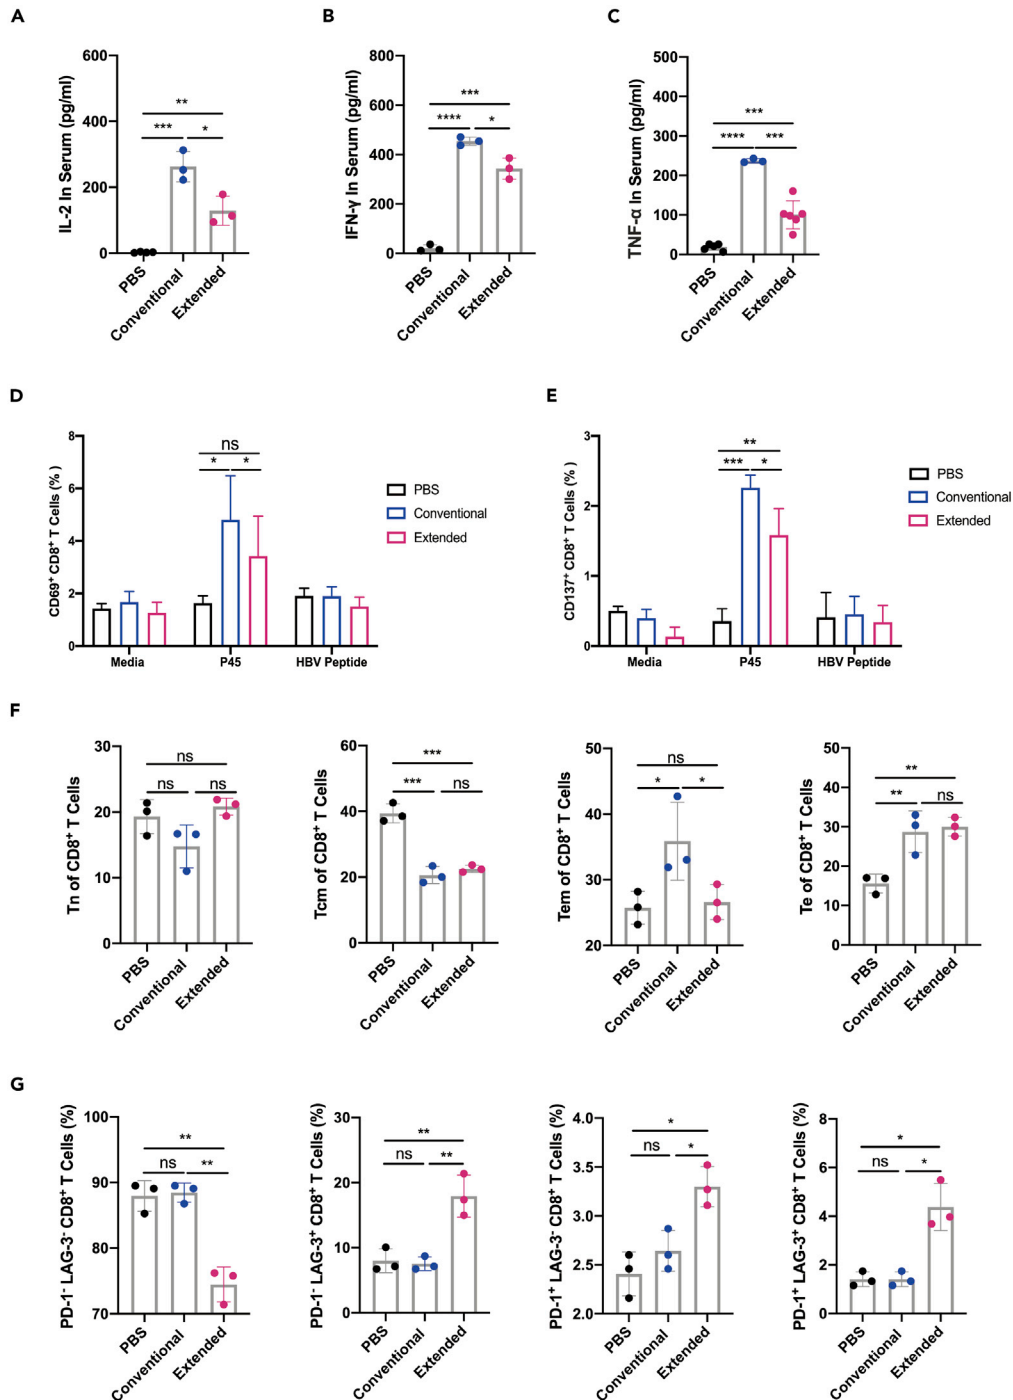 A
IL-2 In Serum (pg/ml)
600
400
200
0
**
***
*
PBS
Conventional
Extended
B
IFN-γ In Serum (pg/ml)
800
600
400
200
0
***
****
*
PBS
Conventional
Extended
C
TNF-α In Serum (pg/ml)
500
400
300
200
100
0
***
****
***
PBS
Conventional
Extended
D
CD69+ CD8+ T Cells (% )
8
6
4
2
0
ns
*
*
Media
P45
HBV Peptide
PBS
Conventional
Extended
E
CD137+ CD8+ T Cells (% )
3
2
1
0
**
***
*
Media
P45
HBV Peptide
PBS
Conventional
Extended
F
Tn of CD8+ T Cells
30
20
10
0
ns
ns
ns
PBS
Conventional
Extended
Tcm of CD8+ T Cells
60
40
20
0
***
***
ns
PBS
Conventional
Extended
Tem of CD8+ T Cells
50
40
30
20
ns
*
*
PBS
Conventional
Extended
Te of CD8+ T Cells
50
40
30
20
10
0
**
**
ns
PBS
Conventional
Extended
G
PD-1- LAG-3- CD8+ T Cells (%)
100
90
80
70
**
ns
**
PBS
Conventional
Extended
PD-1- LAG-3+ CD8+ T Cells (%)
30
20
10
0
**
ns
**
PBS
Conventional
Extended
PD-1+ LAG-3- CD8+ T Cells (%)
4.0
3.5
3.0
2.5
2.0
*
ns
*
PBS
Conventional
Extended
PD-1+ LAG-3+ CD8+ T Cells (%)
8
6
4
2
0
*
ns
*
PBS
Conventional
Extended